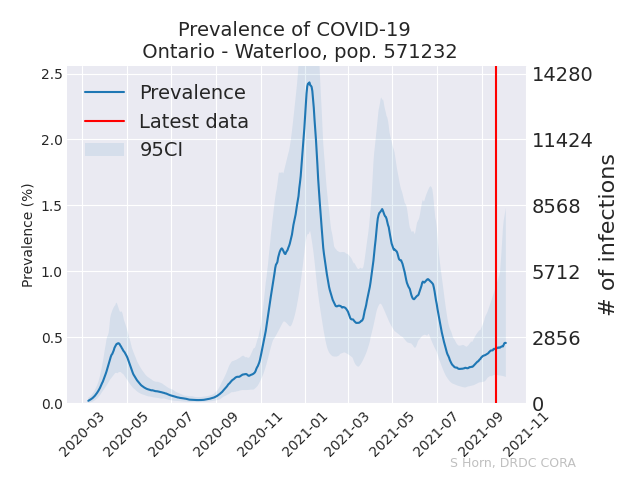 Prevalence of COVID-19
Ontario - Waterloo, pop. 571232
Prevalence
Latest data
95CI
Prevalence (%)
2.5
2.0
1.5
1.0
0.5
0.0
14280
11424
8568
5712
2856
0
# of infections
2020-03
2020-05
2020-07
2020-09
2020-11
2021-01
2021-03
2021-05
2021-07
2021-09
2021-11
S Horn, DRDC CORA